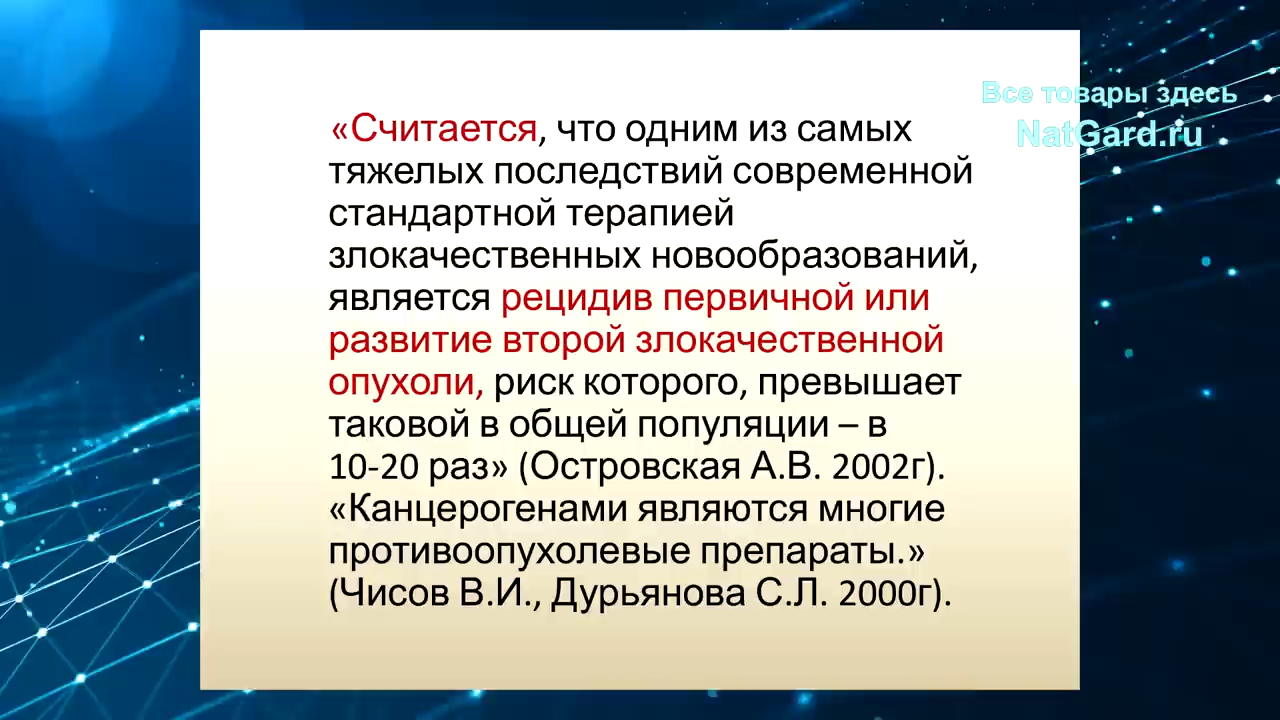 Все товары здесь
NatGard.ru
«Считается, что одним из самых
тяжелых последствий современной
стандартной терапией
злокачественных новообразований,
является рецидив первичной или
развитие второй злокачественной
опухоли, риск которого, превышает
таковой в общей популяции – в
10-20 раз» (Островская А.В. 2002г).
«Канцерогенами являются многие
противоопухолевые препараты.»
(Чисов В.И., Дурьянова С.Л. 2000г).